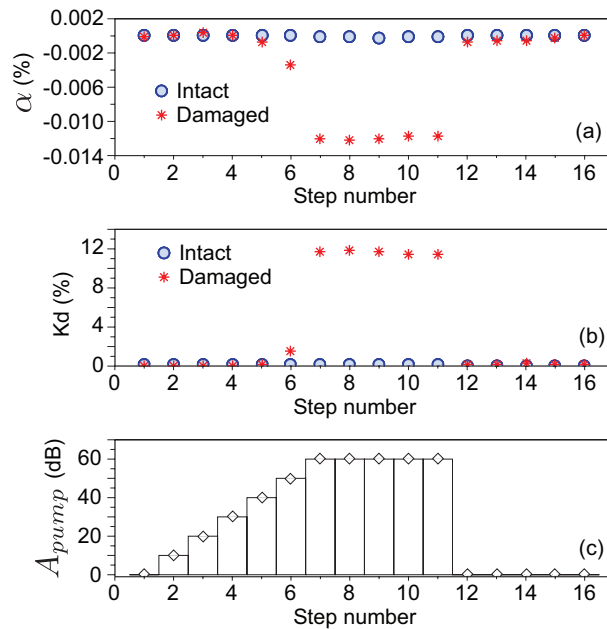 0.002
-0.002
-0.006
-0.010
-0.014
α (%)
Intact
Damaged
(a)
0 2 4 6 8 10 12 14 16
Step number
12
8
4
0
Kd (%)
Intact
Damaged
(b)
0 2 4 6 8 10 12 14 16
Step number
60
40
20
0
A_pump (dB)
(c)
0 2 4 6 8 10 12 14 16
Step number